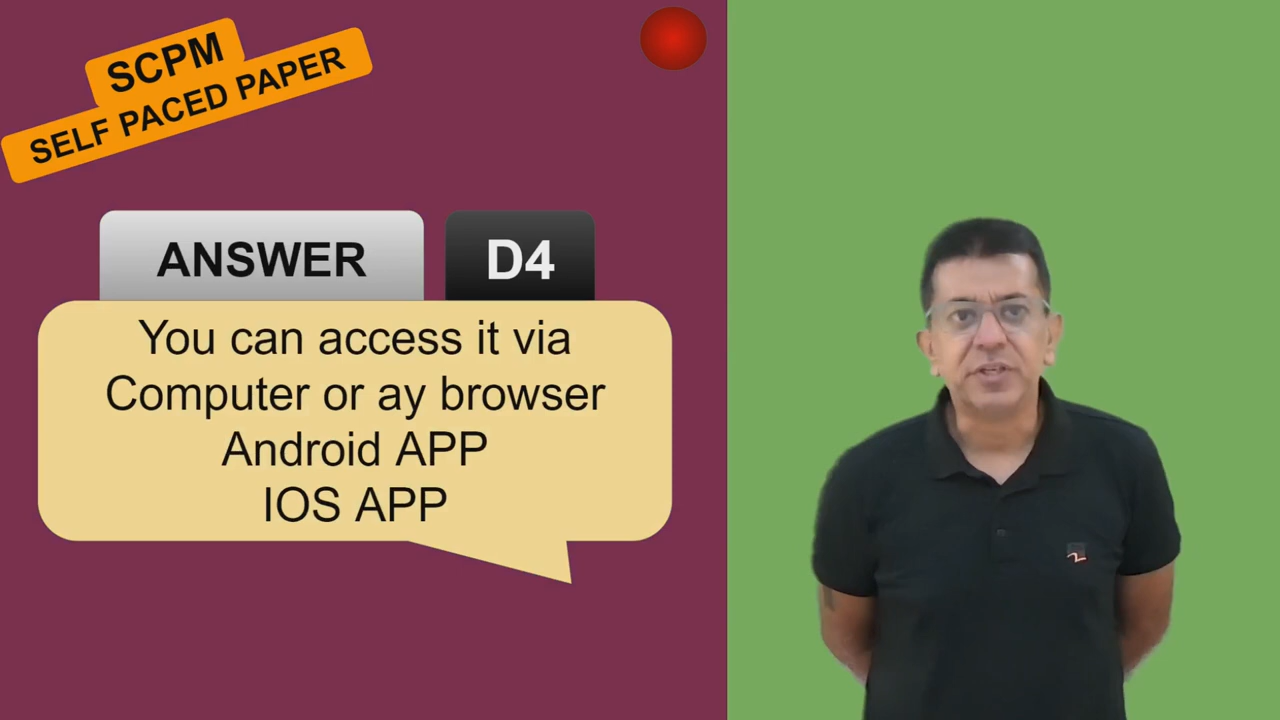 SCPM
SELF PACED PAPER
ANSWER
D4
You can access it via
Computer or ay browser
Android APP
IOS APP